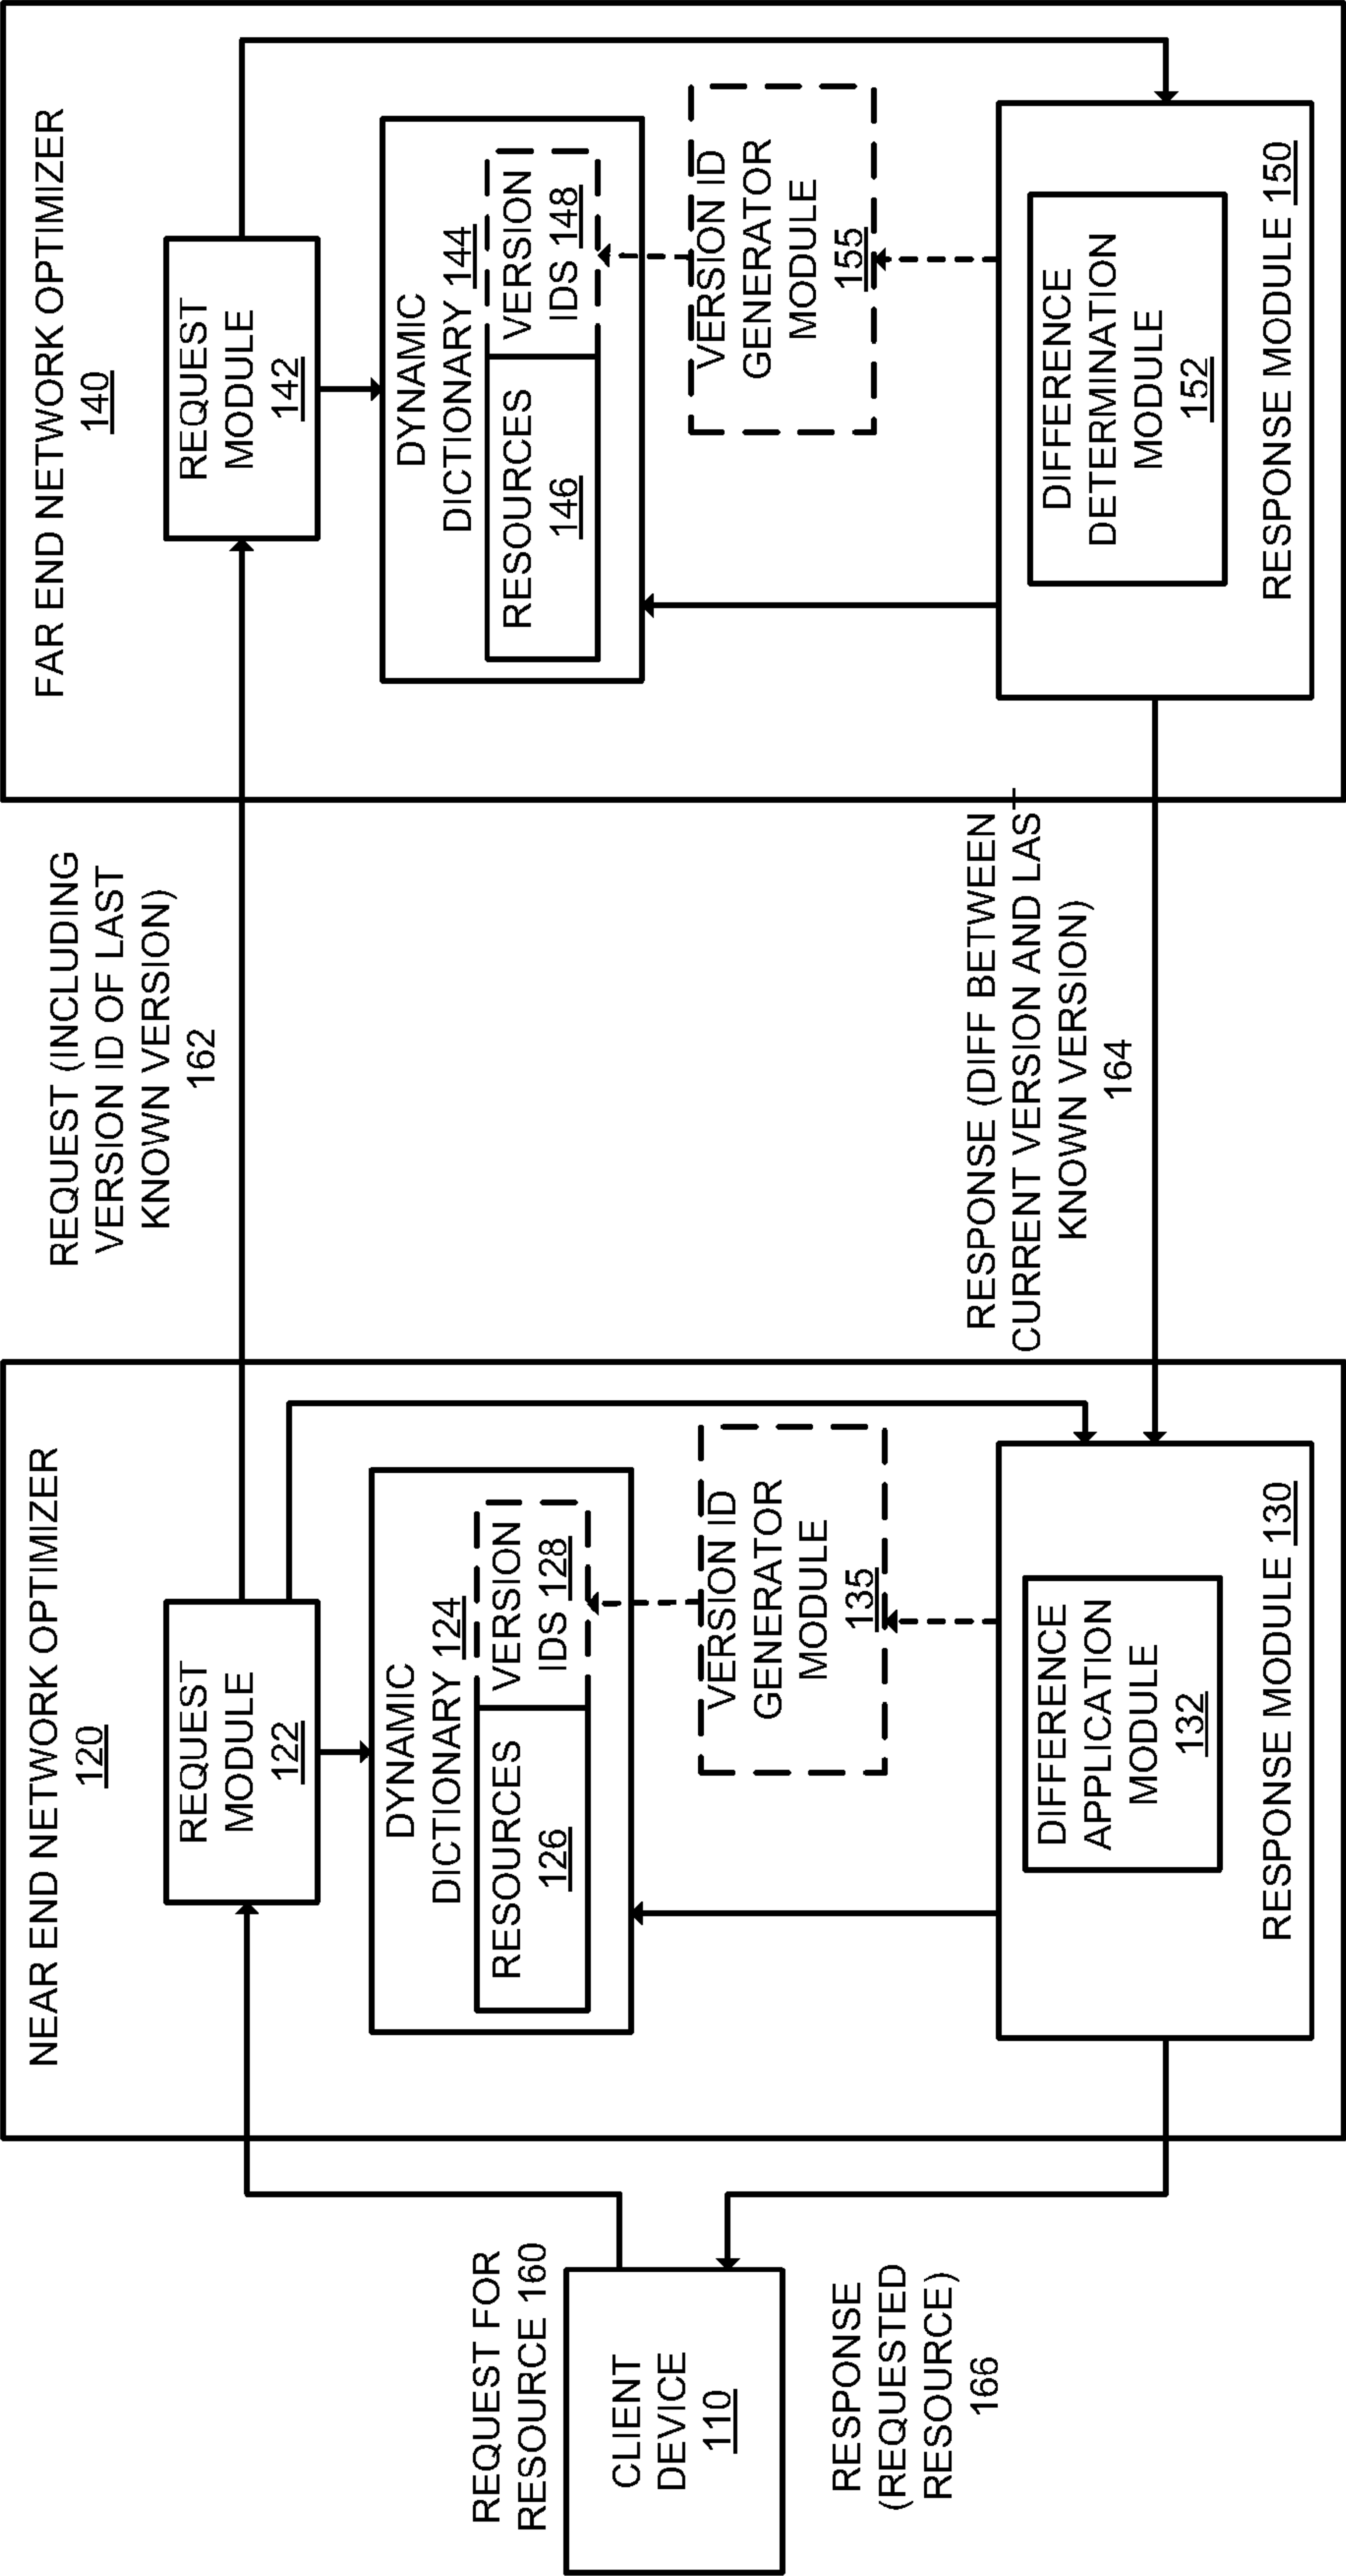 NEAR END NETWORK OPTIMIZER
120
FAR END NETWORK OPTIMIZER
140
REQUEST (INCLUDING
VERSION ID OF LAST
KNOWN VERSION)
162
REQUEST
MODULE
122
REQUEST
MODULE
142
REQUEST FOR
RESOURCE 160
CLIENT
DEVICE
110
RESPONSE
(REQUESTED
RESOURCE)
166
DYNAMIC
DICTIONARY 124
RESOURCES
126
VERSION
IDS 128
DYNAMIC
DICTIONARY 144
RESOURCES
146
VERSION
IDS 148
VERSION ID
GENERATOR
MODULE
135
VERSION ID
GENERATOR
MODULE
155
RESPONSE (DIFF BETWEEN
CURRENT VERSION AND LAST
KNOWN VERSION)
164
DIFFERENCE
APPLICATION
MODULE
132
RESPONSE MODULE 130
DIFFERENCE
DETERMINATION
MODULE
152
RESPONSE MODULE 150